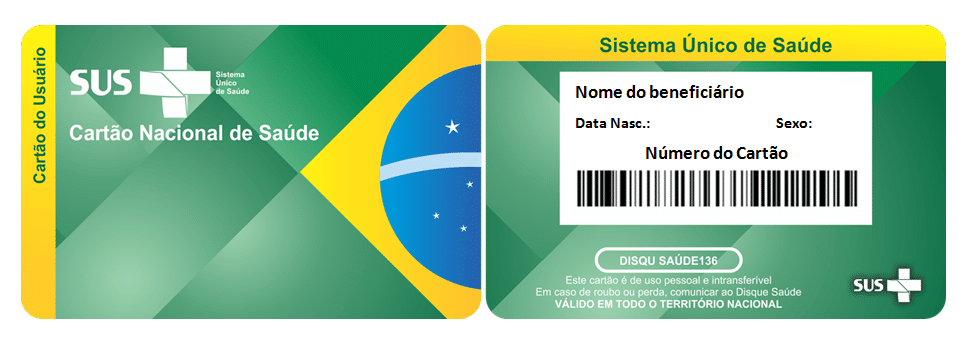 Cartão do Usuário
SUS
Sistema
Único
de Saúde
Cartão Nacional de Saúde
Sistema Único de Saúde
Nome do beneficiário
Data Nasc.: Sexo:
Número do Cartão
DISQU SAÚDE136
Este cartão é de uso pessoal e intransferível
Em caso de roubo ou perda, comunicar ao Disque Saúde
VÁLIDO EM TODO O TERRITÓRIO NACIONAL
SUS